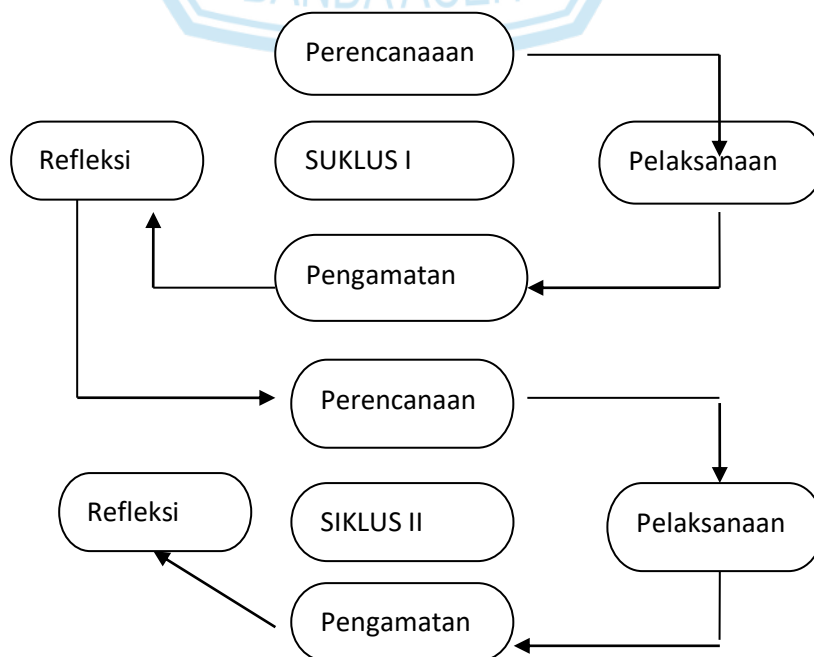 Perencanaaan
Refleksi
SUKLUS I
Pelaksanaan
Pengamatan
Perencanaan
Refleksi
SIKLUS II
Pelaksanaan
Pengamatan